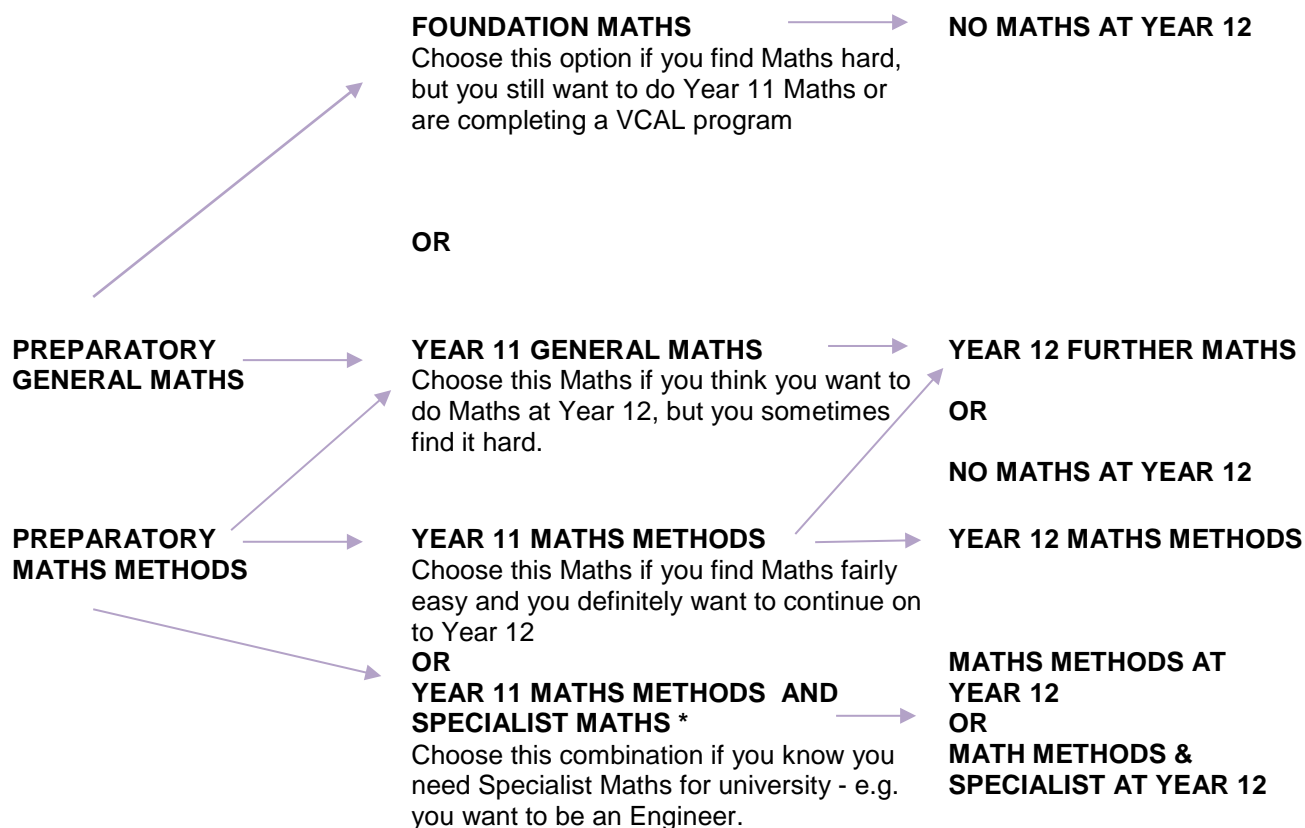 FOUNDATION MATHS
Choose this option if you find Maths hard,
but you still want to do Year 11 Maths or
are completing a VCAL program
NO MATHS AT YEAR 12
OR
PREPARATORY
GENERAL MATHS
YEAR 11 GENERAL MATHS
Choose this Maths if you think you want to
do Maths at Year 12, but you sometimes
find it hard.
YEAR 12 FURTHER MATHS
OR
NO MATHS AT YEAR 12
PREPARATORY
MATHS METHODS
YEAR 11 MATHS METHODS
Choose this Maths if you find Maths fairly
easy and you definitely want to continue on
to Year 12
OR
YEAR 11 MATHS METHODS AND
SPECIALIST MATHS *
Choose this combination if you know you
need Specialist Maths for university - e.g.
you want to be an Engineer.
YEAR 12 MATHS METHODS
MATHS METHODS AT
YEAR 12
OR
MATH METHODS &
SPECIALIST AT YEAR 12